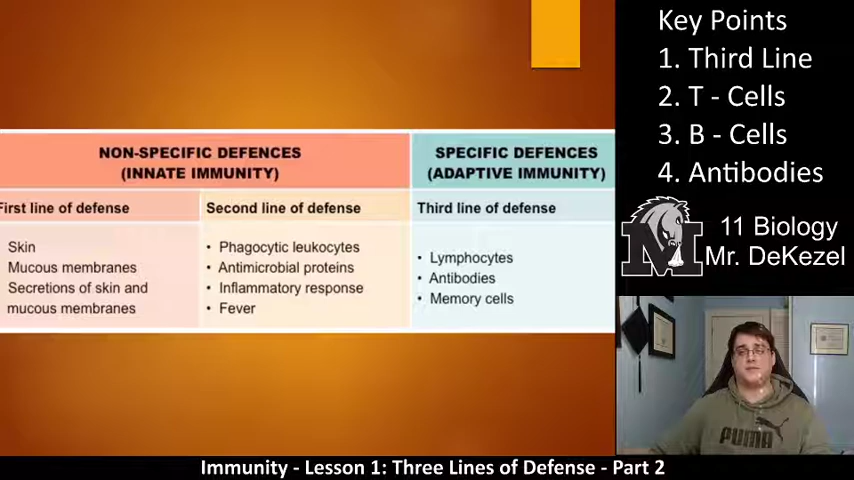 NON-SPECIFIC DEFENCES
(INNATE IMMUNITY)
SPECIFIC DEFENCES
(ADAPTIVE IMMUNITY)
First line of defense
Second line of defense
Third line of defense
Skin
Mucous membranes
Secretions of skin and
mucous membranes
• Phagocytic leukocytes
• Antimicrobial proteins
• Inflammatory response
• Fever
• Lymphocytes
• Antibodies
• Memory cells
Key Points
1. Third Line
2. T - Cells
3. B - Cells
4. Antibodies
M
11 Biology
Mr. DeKezel
PUMA
Immunity - Lesson 1: Three Lines of Defense - Part 2